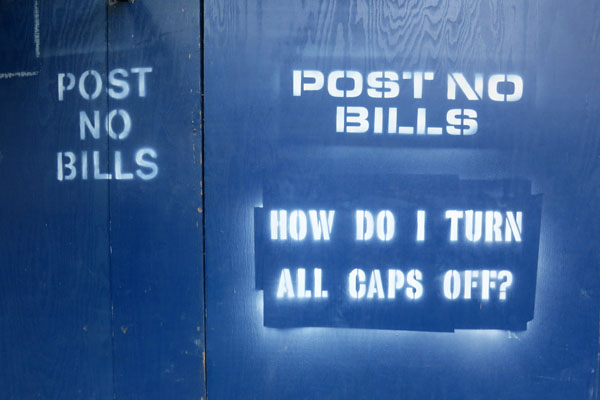 POST
NO
BILLS
POST NO
BILLS
HOW DO I TURN
ALL CAPS OFF?